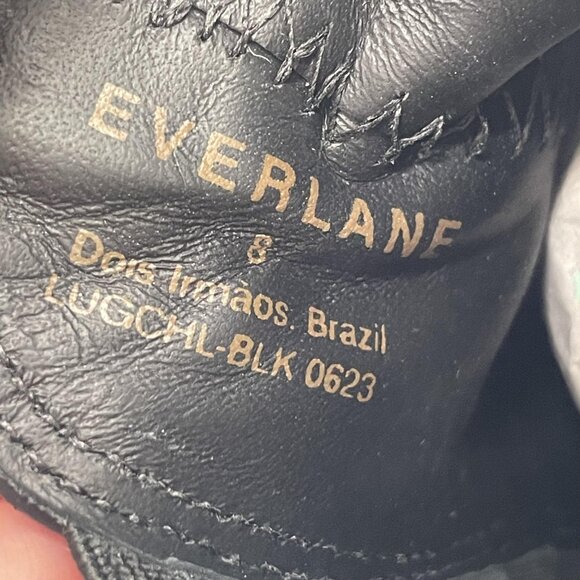 EVERLANE
8
Dois Irmãos, Brazil
LUGCHL-BLK 0623